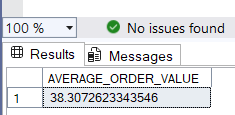 100 % No issues found
Results Messages
AVERAGE_ORDER_VALUE
1 38.3072623343546